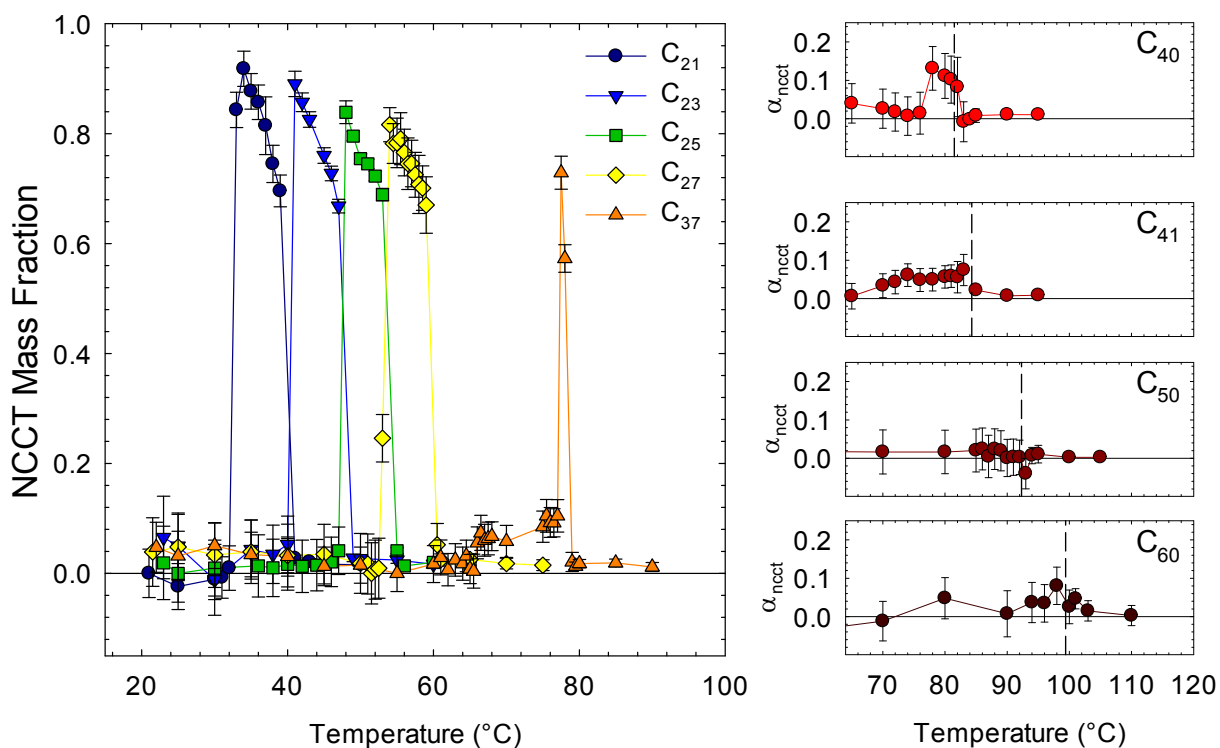 NCCT Mass Fraction
1.0
0.8
0.6
0.4
0.2
0.0
20
40
60
80
100
Temperature (°C)
C21
C23
C25
C27
C37
αncct
0.2
0.1
0.0
C40
αncct
0.2
0.1
0.0
C41
αncct
0.2
0.1
0.0
C50
αncct
0.2
0.1
0.0
C60
70
80
90
100
110
120
Temperature (°C)